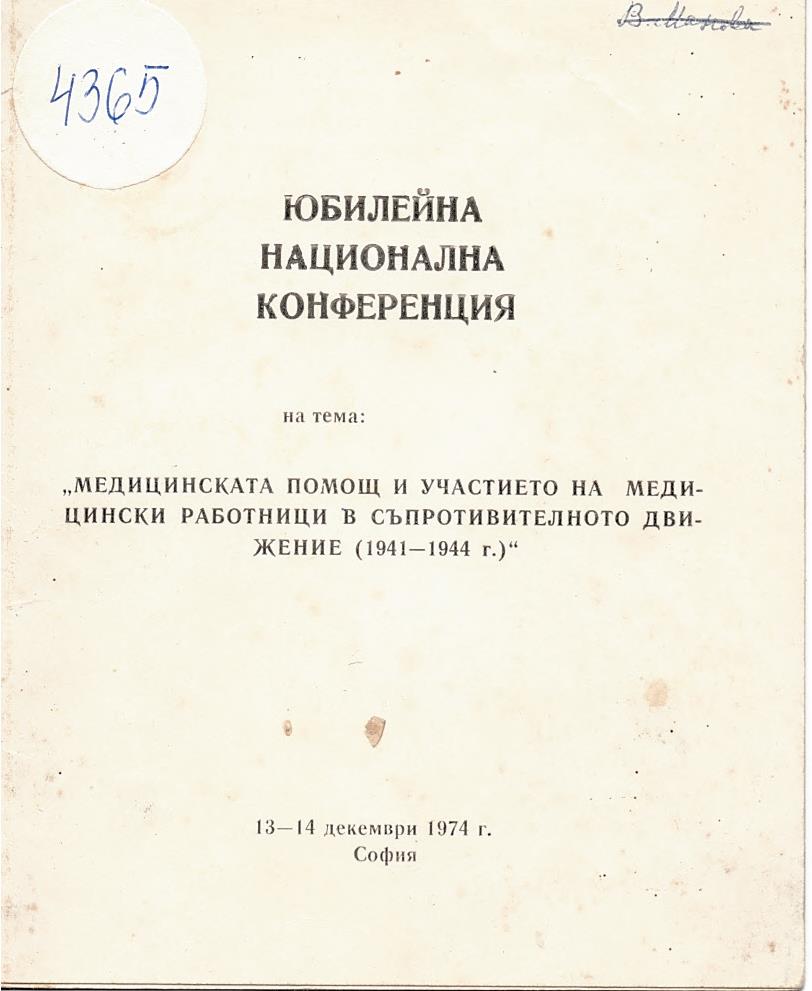 4365
ЮБИЛЕЙНА
НАЦИОНАЛНА
КОНФЕРЕНЦИЯ
на тема:
„МЕДИЦИНСКАТА ПОМОЩ И УЧАСТИЕТО НА МЕДИ-
ЦИНСКИ РАБОТНИЦИ В СЪПРОТИВИТЕЛНОТО ДВИ-
ЖЕНИЕ (1941—1944 г.)“
13—14 декември 1974 г.
София